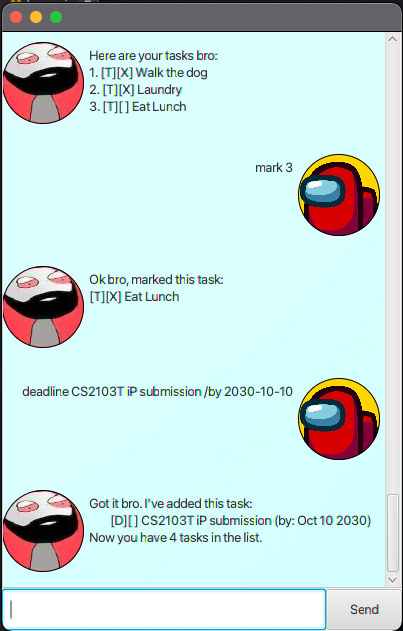 Here are your tasks bro:
1. [T][X] Walk the dog
2. [T][X] Laundry
3. [T][ ] Eat Lunch
mark 3
Ok bro, marked this task:
[T][X] Eat Lunch
deadline CS2103T iP submission /by 2030-10-10
Got it bro. I've added this task:
[D][ ] CS2103T iP submission (by: Oct 10 2030)
Now you have 4 tasks in the list.
Send